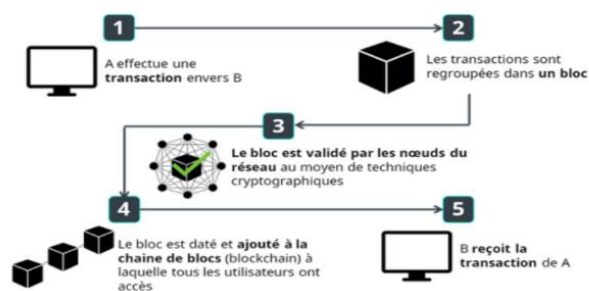 1
A effectue une
transaction envers B
2
Les transactions sont
regroupées dans un bloc
3
Le bloc est validé par les nœuds du
réseau au moyen de techniques
cryptographiques
4
Le bloc est daté et ajouté à la
chaine de blocs (blockchain) à
laquelle tous les utilisateurs ont
accès
5
B reçoit la
transaction de A